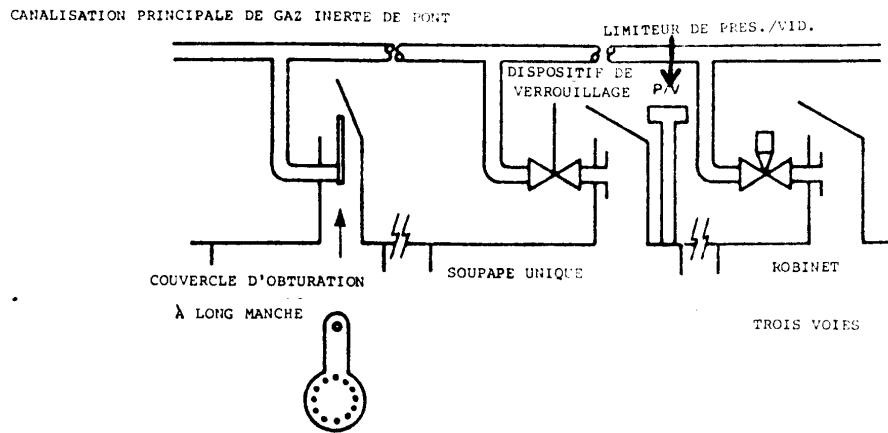 CANALISATION PRINCIPALE DE GAZ INERTE DE PONT
LIMITEUR DE PRES./VID.
DISPOSITIF DE
VERROUILLAGE
P/V
COUVERCLE D'OBTURATION
À LONG MANCHE
SOUPAPE UNIQUE
ROBINET
TROIS VOIES